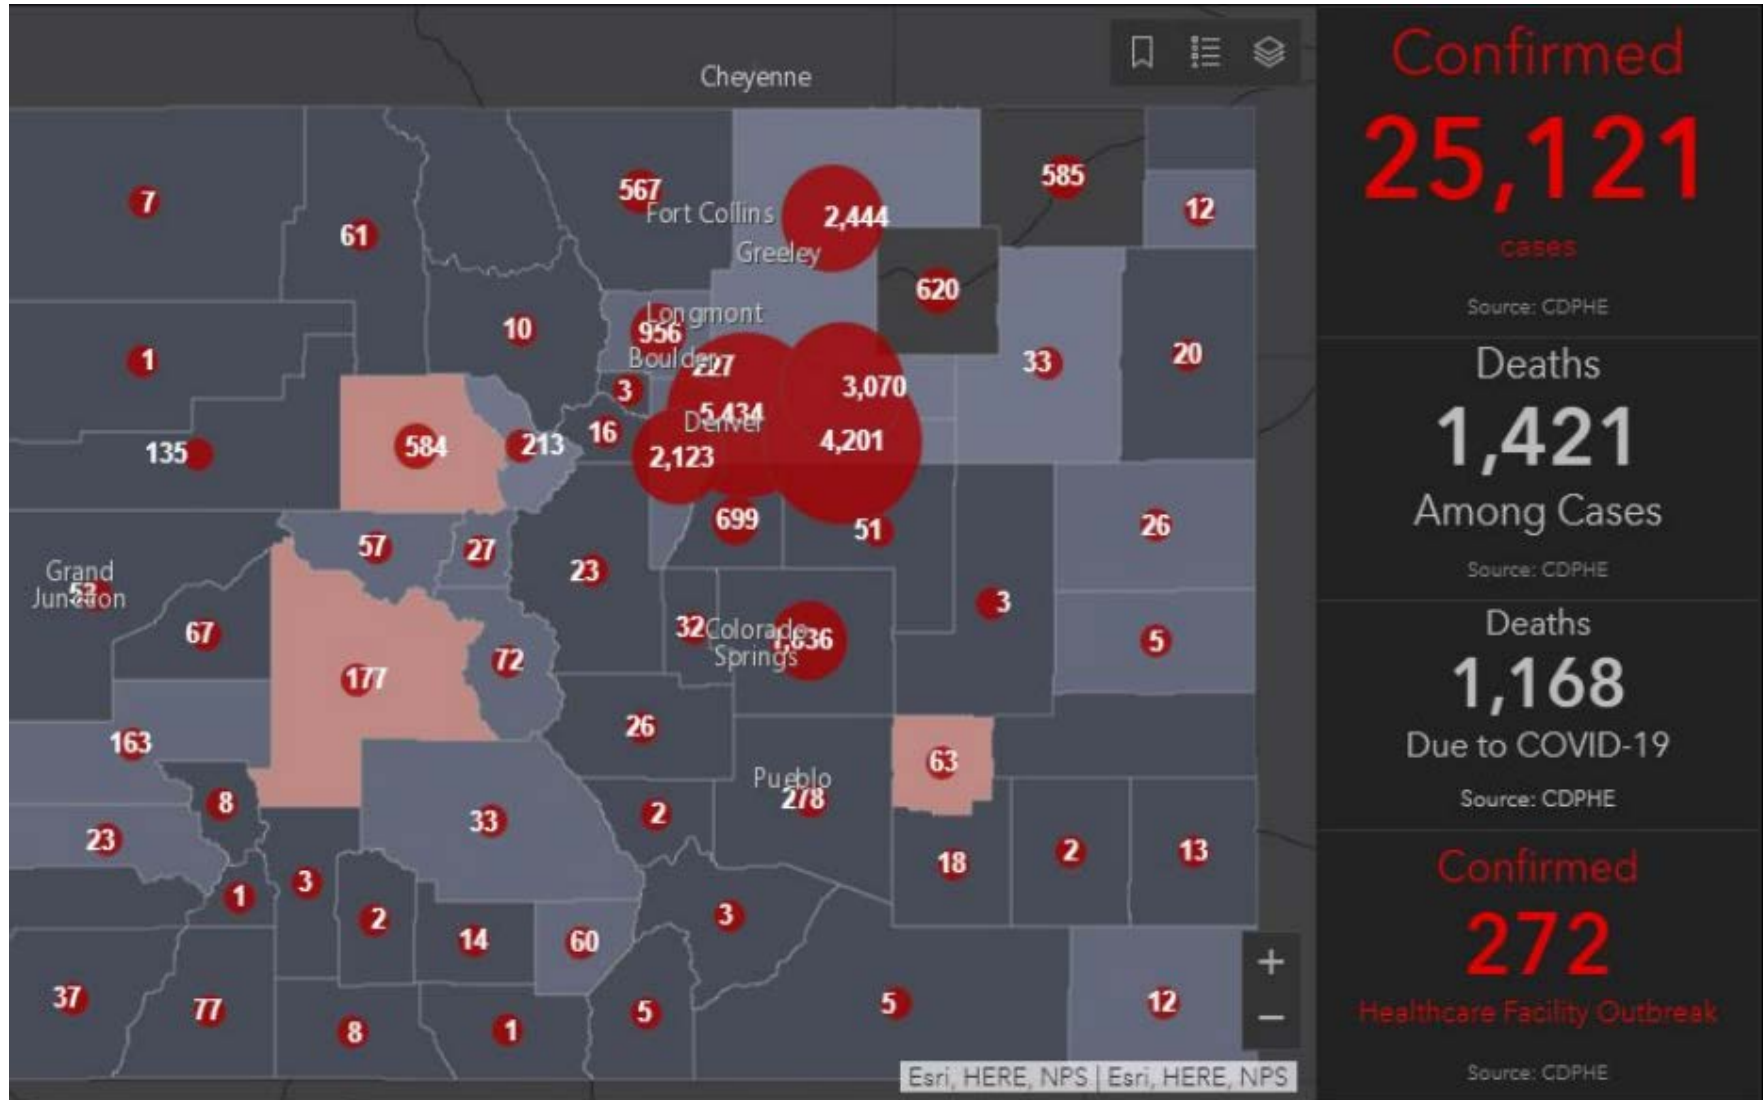 Cheyenne
7
61
567
Fort Collins
2,444
Greeley
585
12
620
1
10
Longmont
956
Boulder
227
3
3,070
33
20
135
584
213
16
5,434
Denver
2,123
4,201
57
27
699
51
26
Grand
Junction
23
67
177
72
32
Colorado
Springs
3
5
163
26
Pueblo
278
63
8
33
2
23
18
2
13
1
3
2
14
60
3
37
77
8
1
5
5
12
+
−
Esri, HERE, NPS | Esri, HERE, NPS
Confirmed
25,121
cases
Source: CDPHE
Deaths
1,421
Among Cases
Source: CDPHE
Deaths
1,168
Due to COVID-19
Source: CDPHE
Confirmed
272
Healthcare Facility Outbreak
Source: CDPHE